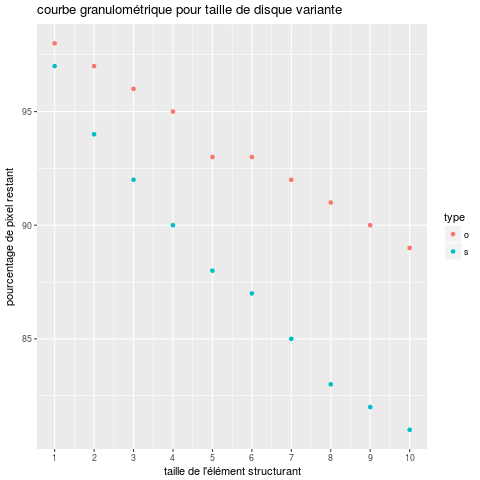 courbe granulométrique pour taille de disque variante
pourcentage de pixel restant
95
90
85
1 2 3 4 5 6 7 8 9 10
taille de l'élément structurant
type
o
s